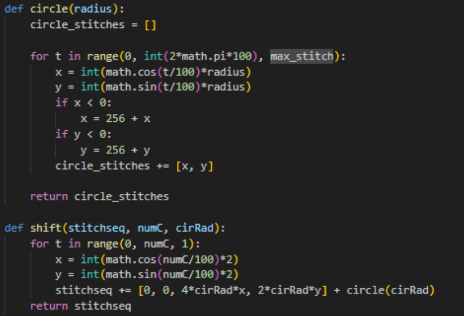 def circle(radius):
    circle_stitches = []

    for t in range(0, int(2*math.pi*100), max_stitch):
        x = int(math.cos(t/100)*radius)
        y = int(math.sin(t/100)*radius)
        if x < 0:
            x = 256 + x
        if y < 0:
            y = 256 + y
        circle_stitches += [x, y]

    return circle_stitches

def shift(stitchseq, numC, cirRad):
    for t in range(0, numC, 1):
        x = int(math.cos(numC/100)*2)
        y = int(math.sin(numC/100)*2)
        stitchseq += [0, 0, 4*cirRad*x, 2*cirRad*y] + circle(cirRad)
    return stitchseq